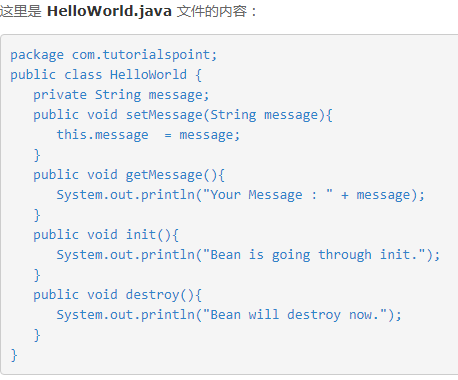 这里是 HelloWorld.java 文件的内容：
package com.tutorialspoint;
public class HelloWorld {
   private String message;
   public void setMessage(String message){
      this.message  = message;
   }
   public void getMessage(){
      System.out.println("Your Message : " + message);
   }
   public void init(){
      System.out.println("Bean is going through init.");
   }
   public void destroy(){
      System.out.println("Bean will destroy now.");
   }
}